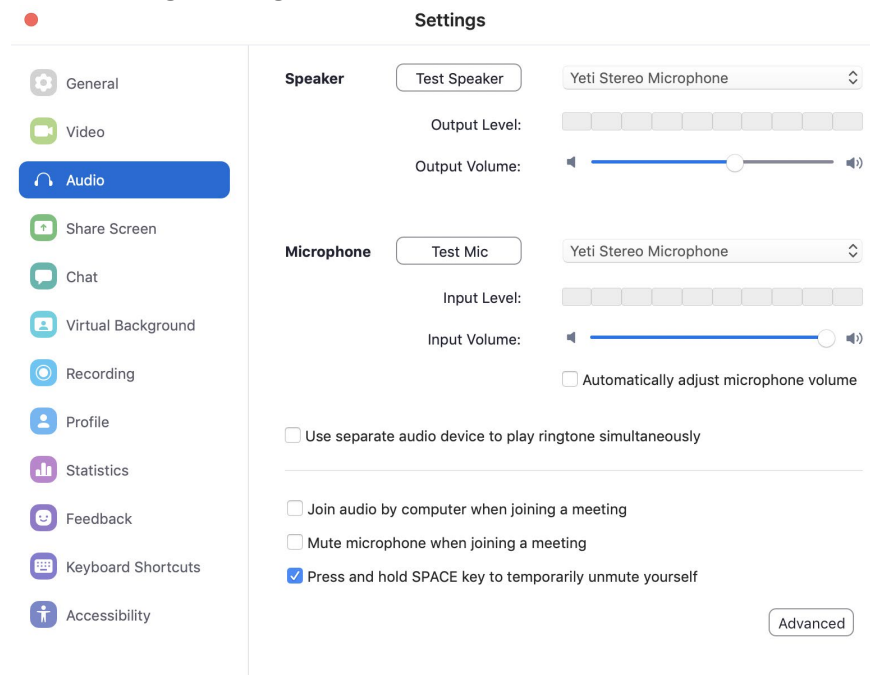 Settings
General
Video
Audio
Share Screen
Chat
Virtual Background
Recording
Profile
Statistics
Feedback
Keyboard Shortcuts
Accessibility
Speaker
Test Speaker
Yeti Stereo Microphone
Output Level:
Output Volume:
Microphone
Test Mic
Yeti Stereo Microphone
Input Level:
Input Volume:
Automatically adjust microphone volume
Use separate audio device to play ringtone simultaneously
Join audio by computer when joining a meeting
Mute microphone when joining a meeting
Press and hold SPACE key to temporarily unmute yourself
Advanced